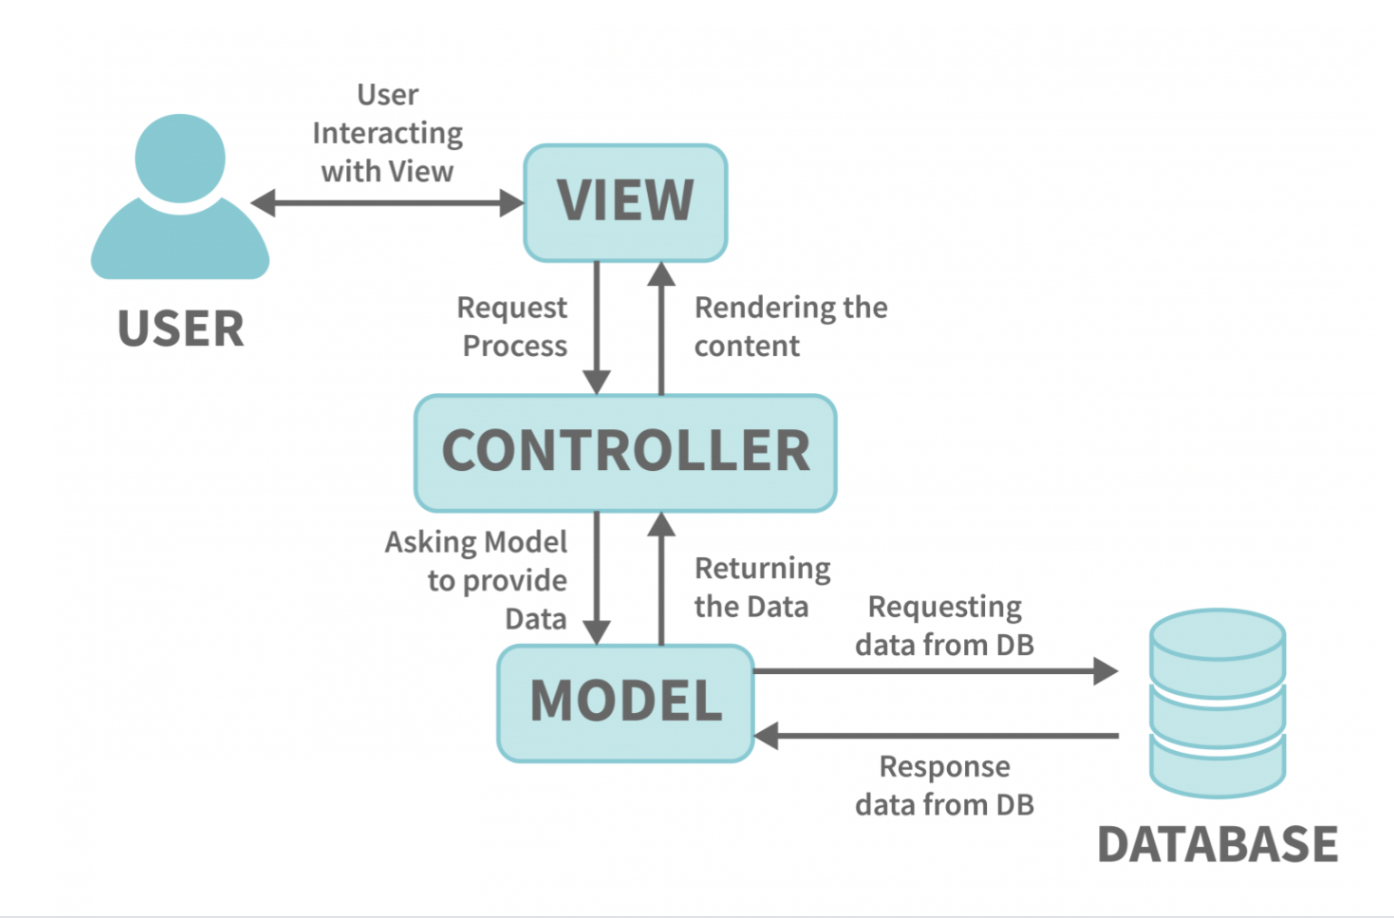 User
Interacting
with View
VIEW
USER
Request
Process
Rendering the
content
CONTROLLER
Asking Model
to provide
Data
Returning
the Data
Requesting
data from DB
MODEL
Response
data from DB
DATABASE